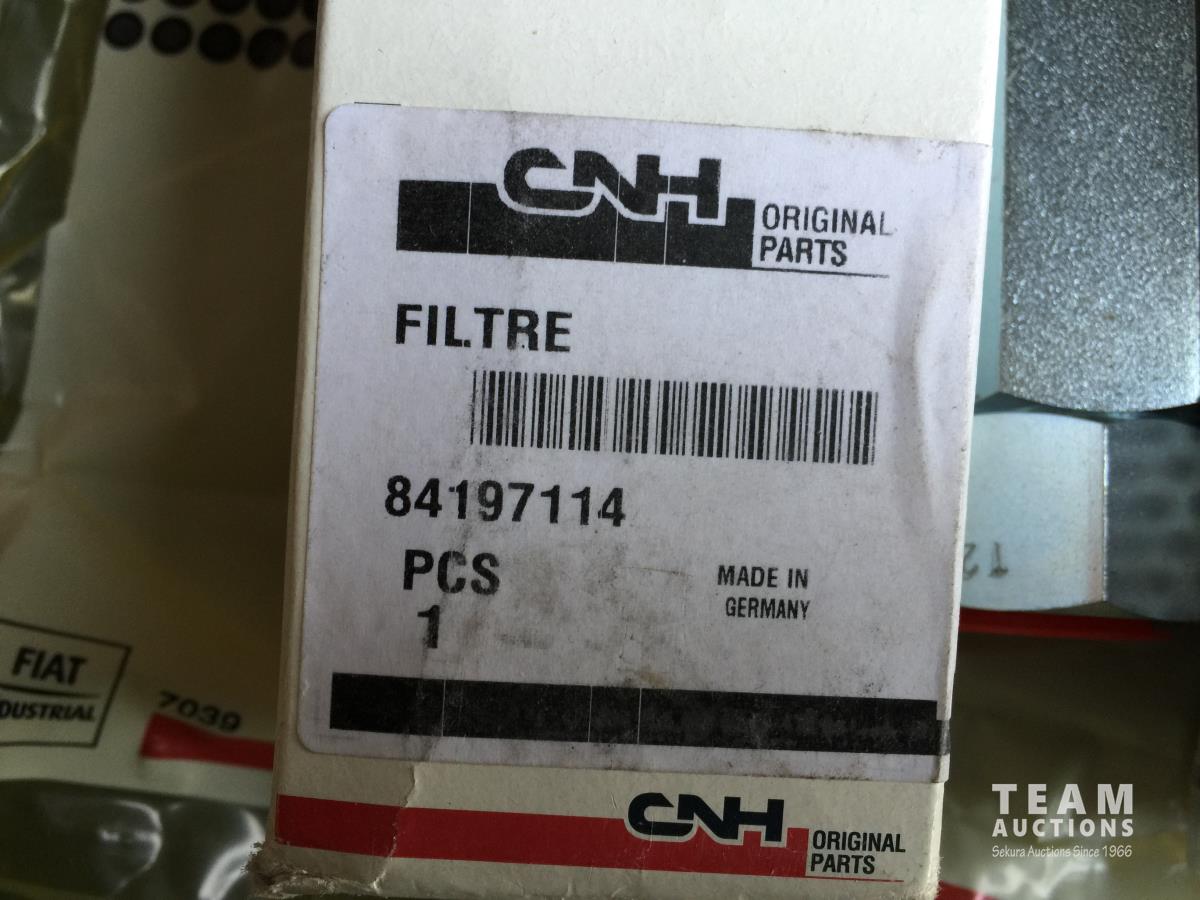 CNH
ORIGINAL
PARTS
FILTRE
84197114
PCS
1
MADE IN
GERMANY
FIAT
DUSTRIAL
7039
CNH
ORIGINAL
PARTS
TEAM
AUCTIONS
Sekura Auctions Since 1966